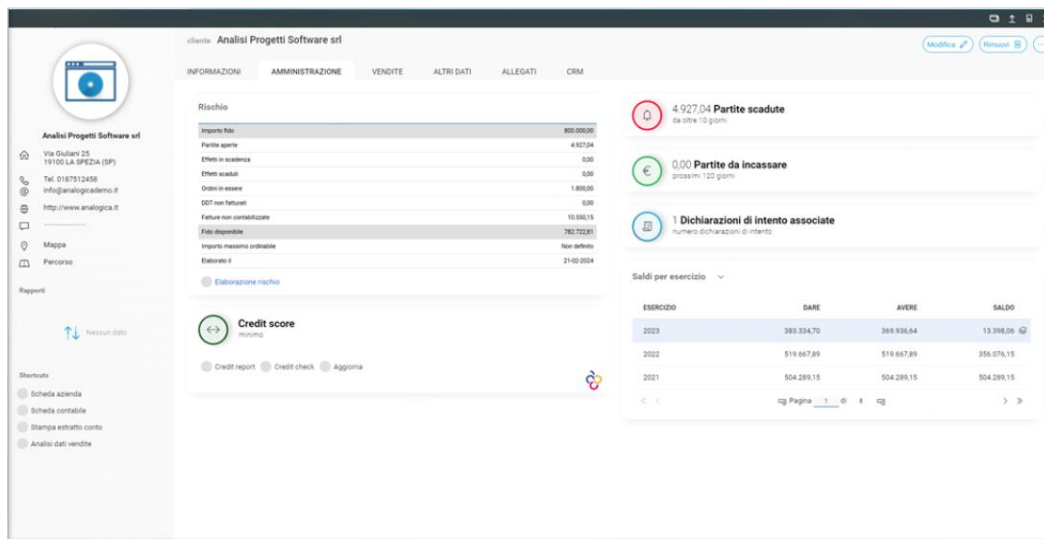 cliente Analisi Progetti Software srl
Modifica
Rimuovi
INFORMAZIONI AMMINISTRAZIONE VENDITE ALTRI DATI ALLEGATI CRM
Analisi Progetti Software srl
Via Giuliani 25
19100 LA SPEZIA (SP)
Tel. 0187512458
info@analogicademo.it
http://www.analogica.it
Mappa
Percorso
Rapporti
Nessun dato
Shortcuts
Scheda azienda
Scheda contabile
Stampa estratto conto
Analisi dati vendite
Rischio
Importo fido 800.000,00
Partite aperte 4.927,04
Effetti in scadenza 0,00
Effetti scaduti 0,00
Ordini in essere 1.800,00
DDT non fatturati 0,00
Fatture non contabilizzate 10.550,15
Fido disponibile 782.722,81
Importo massimo ordinabile Non definito
Elaborato il 21-02-2024
Elaborazione rischio
Credit score
minimo
Credit report Credit check Aggiorna
4.927,04 Partite scadute
da oltre 10 giorni
0,00 Partite da incassare
prossimi 120 giorni
1 Dichiarazioni di intento associate
numero dichiarazioni di intento
Saldi per esercizio
ESERCIZIO DARE AVERE SALDO
2023 383.334,70 369.936,64 13.398,06
2022 519.667,89 519.667,89 356.076,15
2021 504.289,15 504.289,15 504.289,15
Pagina 1 di